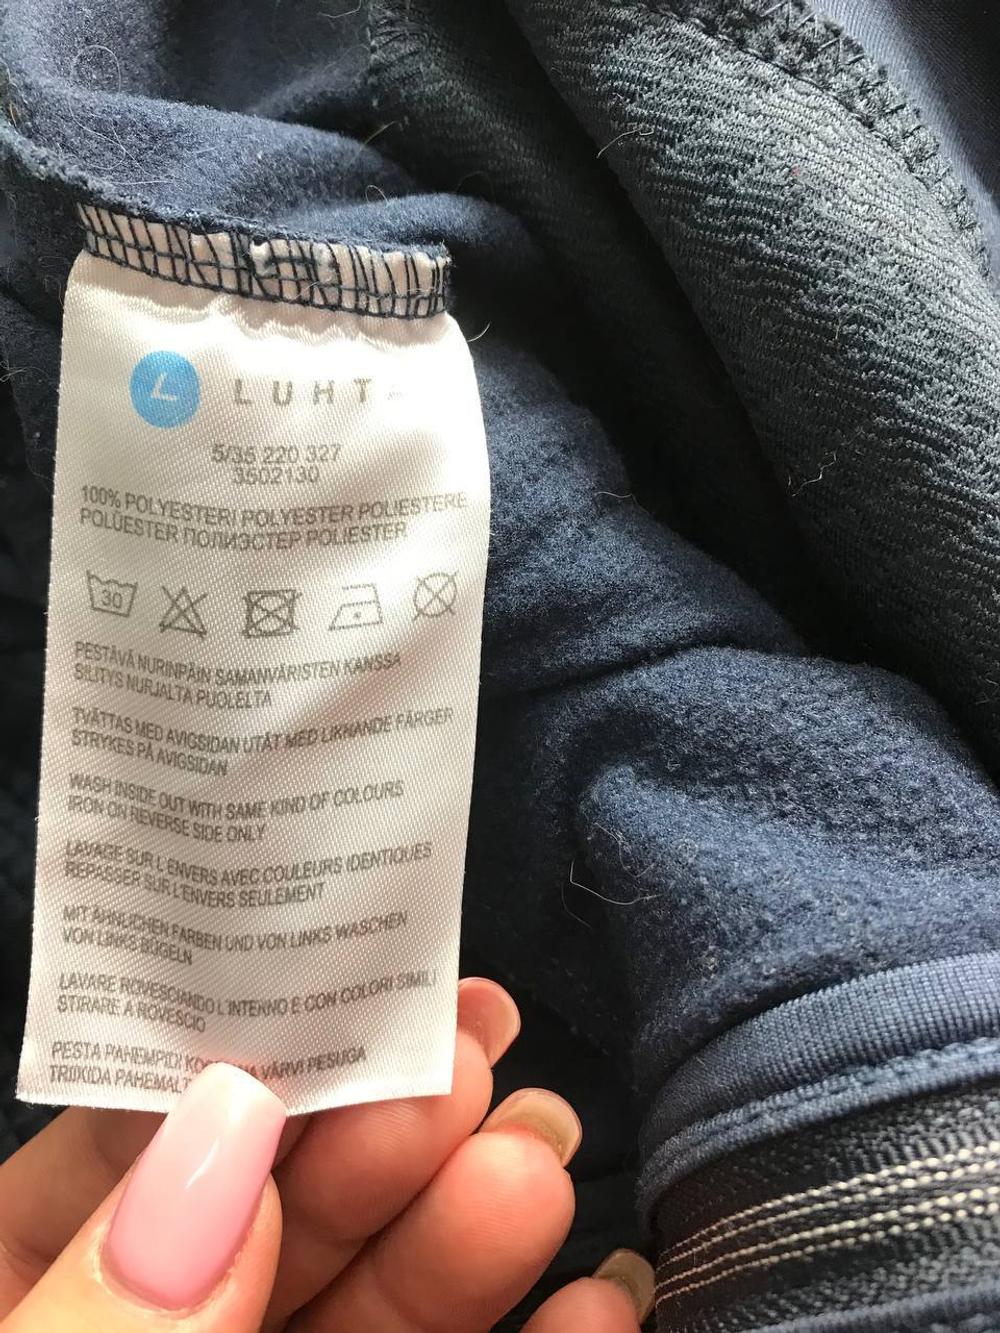 L LUHTA
5/35 220 327
3502130
100% POLYESTERI POLYESTER POLIESTERE
POLÜESTER ПОЛИЭСТЕР POLIESTER
30
PESTÄVÄ NURINPÄIN SAMANVÄRISTEN KANSSA
SILITYS NURJALTA PUOLELTA
TVÄTTAS MED AVIGSIDAN UTÅT MED LIKNANDE FÄRGER
STRYKES PÅ AVIGSIDAN
WASH INSIDE OUT WITH SAME KIND OF COLOURS
IRON ON REVERSE SIDE ONLY
LAVAGE SUR L'ENVERS AVEC COULEURS IDENTIQUES
REPASSER SUR L'ENVERS SEULEMENT
MIT ÄHNLICHEN FARBEN UND VON LINKS WASCHEN
VON LINKS BÜGELN
LAVARE ROVESCIANDO L'INTERNO E CON COLORI SIMILI
STIRARE A ROVESCIO
PESTA PAHEMPIDI VÄRVI PESUGA
TRIIKIDA